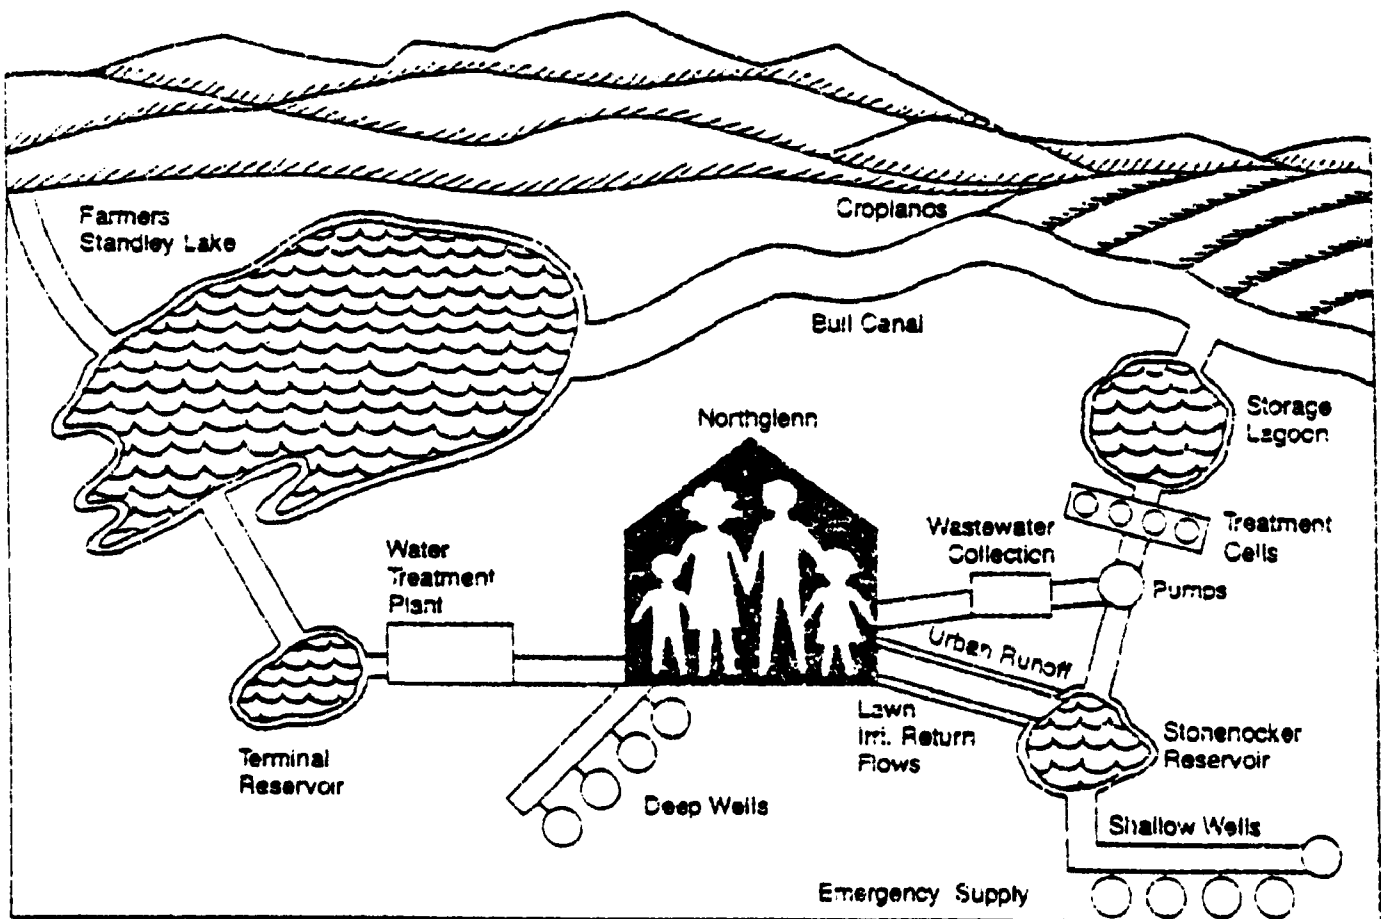 Farmers
Standley Lake
Croplands
Bull Canal
Northglenn
Storage
Lagoon
Wastewater
Collection
Treatment
Cells
Water
Treatment
Plant
Pumps
Urban Runoff
Lawn
Irri. Return
Flows
Stonehocker
Reservoir
Terminal
Reservoir
Deep Wells
Shallow Wells
Emergency Supply